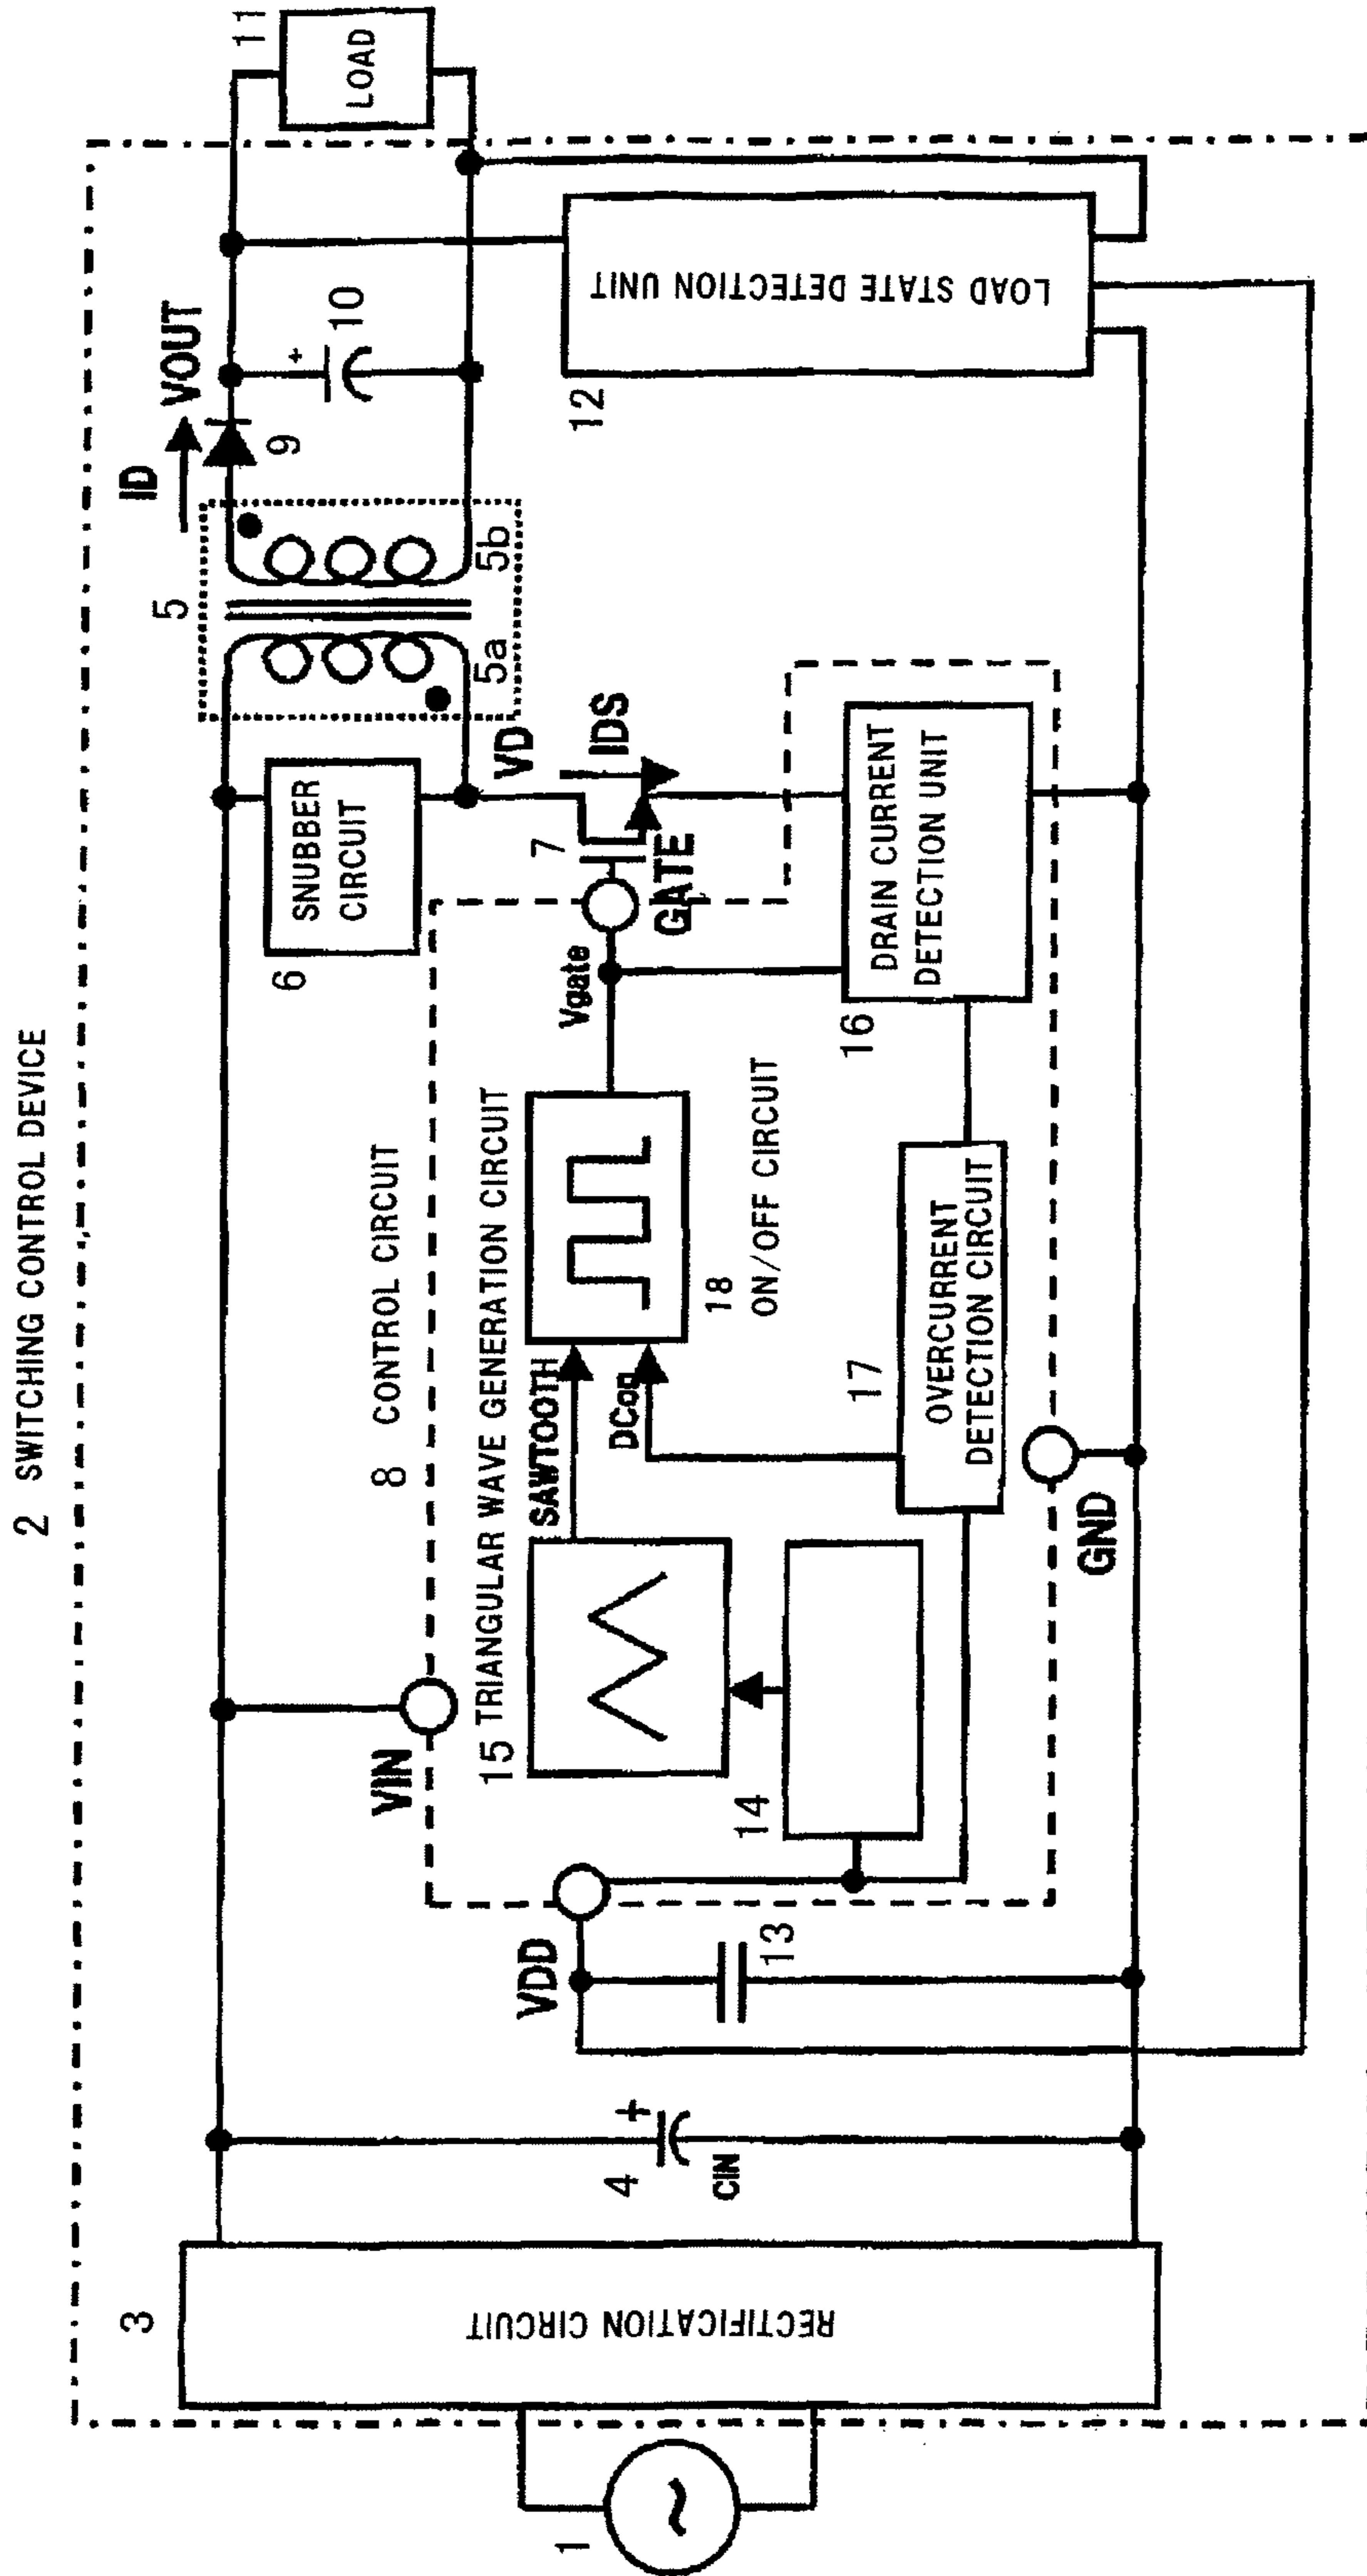 2 SWITCHING CONTROL DEVICE
3
RECTIFICATION CIRCUIT
1
4
+
CIN
VDD
13
VIN
8 CONTROL CIRCUIT
15 TRIANGULAR WAVE GENERATION CIRCUIT
14
SAWTOOTH
DCon
18
ON/OFF CIRCUIT
17
OVERCURRENT
DETECTION CIRCUIT
GND
Vgate
GATE
16
DRAIN CURRENT
DETECTION UNIT
6
SNUBBER
CIRCUIT
VD
7
IDS
5
5a
5b
ID
VOUT
9
+
10
12
LOAD STATE DETECTION UNIT
11
LOAD